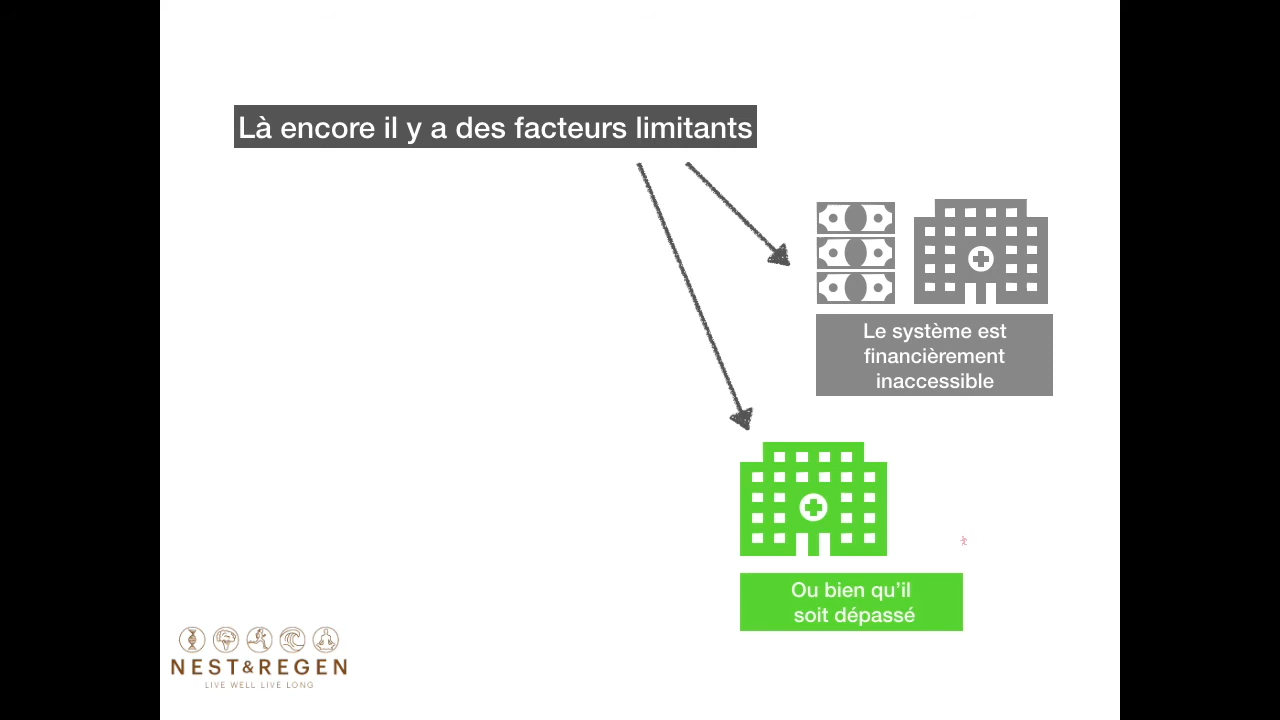 Là encore il y a des facteurs limitants
Le système est
financièrement
inaccessible
Ou bien qu’il
soit dépassé
NEST&REGEN
LIVE WELL LIVE LONG